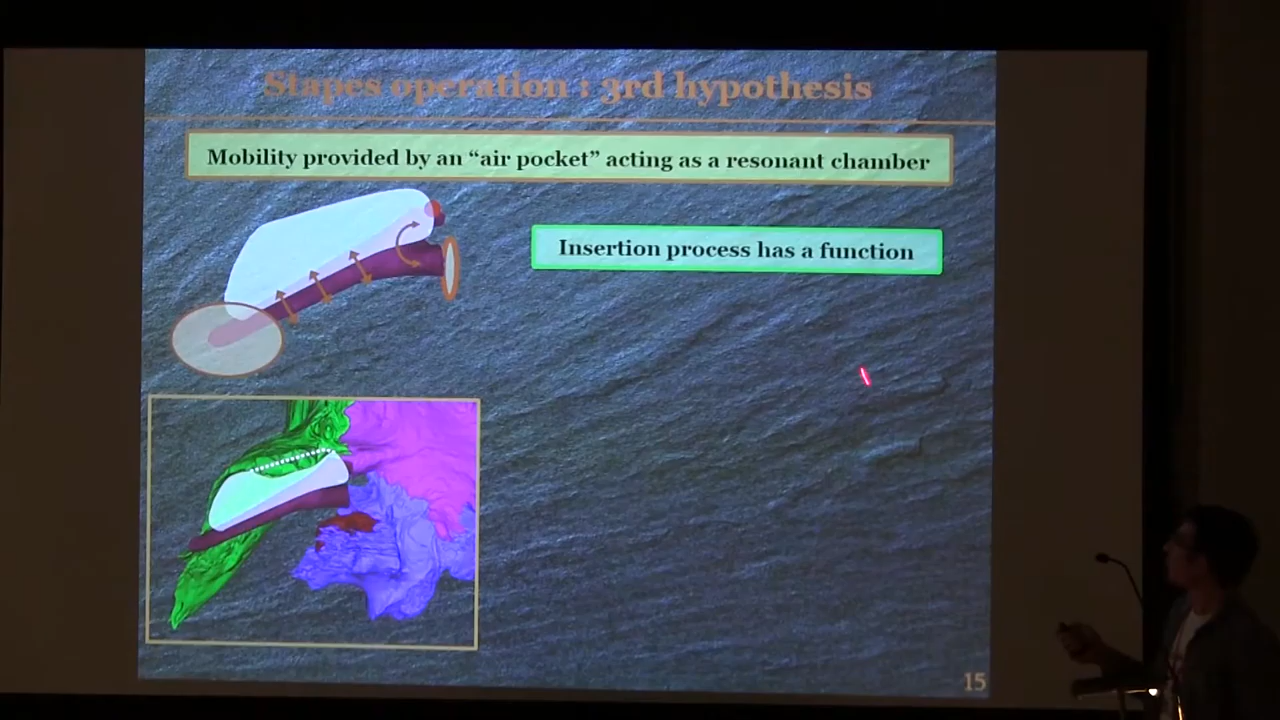 Stapes operation : 3rd hypothesis
Mobility provided by an “air pocket” acting as a resonant chamber
Insertion process has a function
15